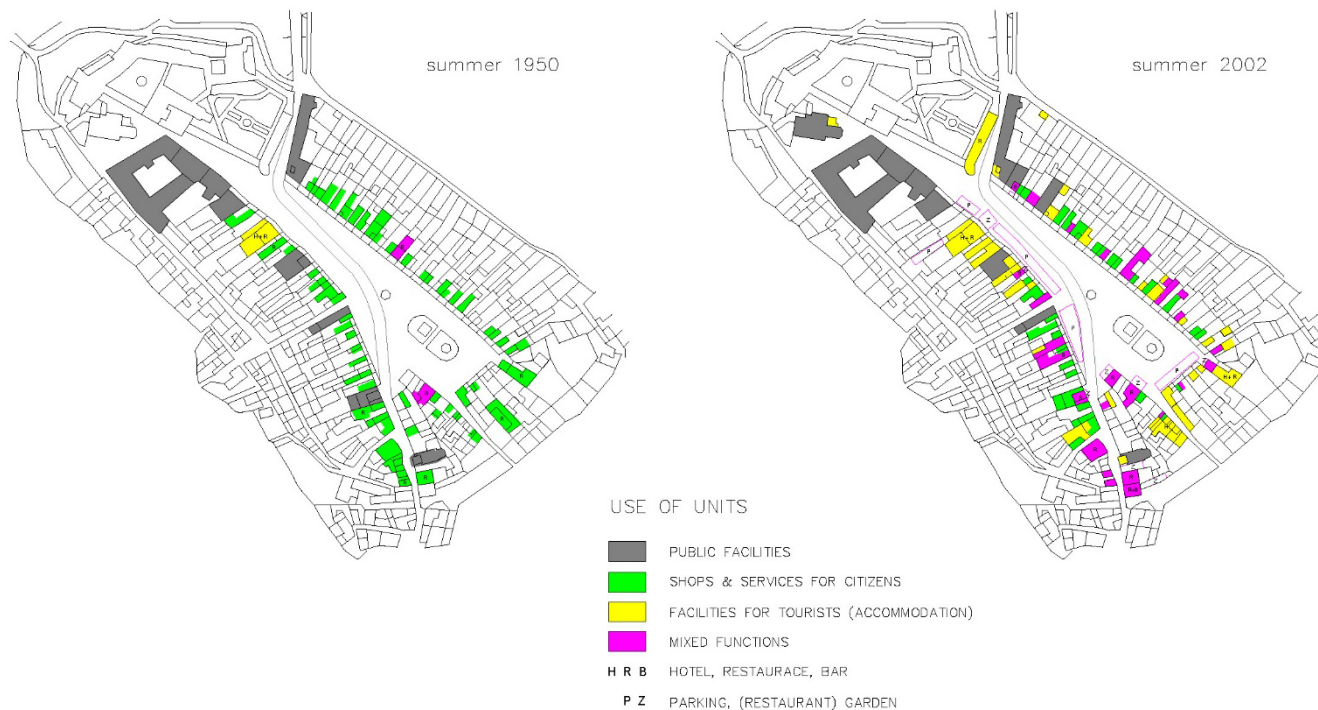 summer 1950
summer 2002
H+R
R
R
R
R
R
R
R
H
P
Z
P
H+R
P
P
P
Z
Z
H+R
Z
R
R
H
R
R
USE OF UNITS
PUBLIC FACILITIES
SHOPS & SERVICES FOR CITIZENS
FACILITIES FOR TOURISTS (ACCOMMODATION)
MIXED FUNCTIONS
H R B HOTEL, RESTAURACE, BAR
P Z PARKING, (RESTAURANT) GARDEN